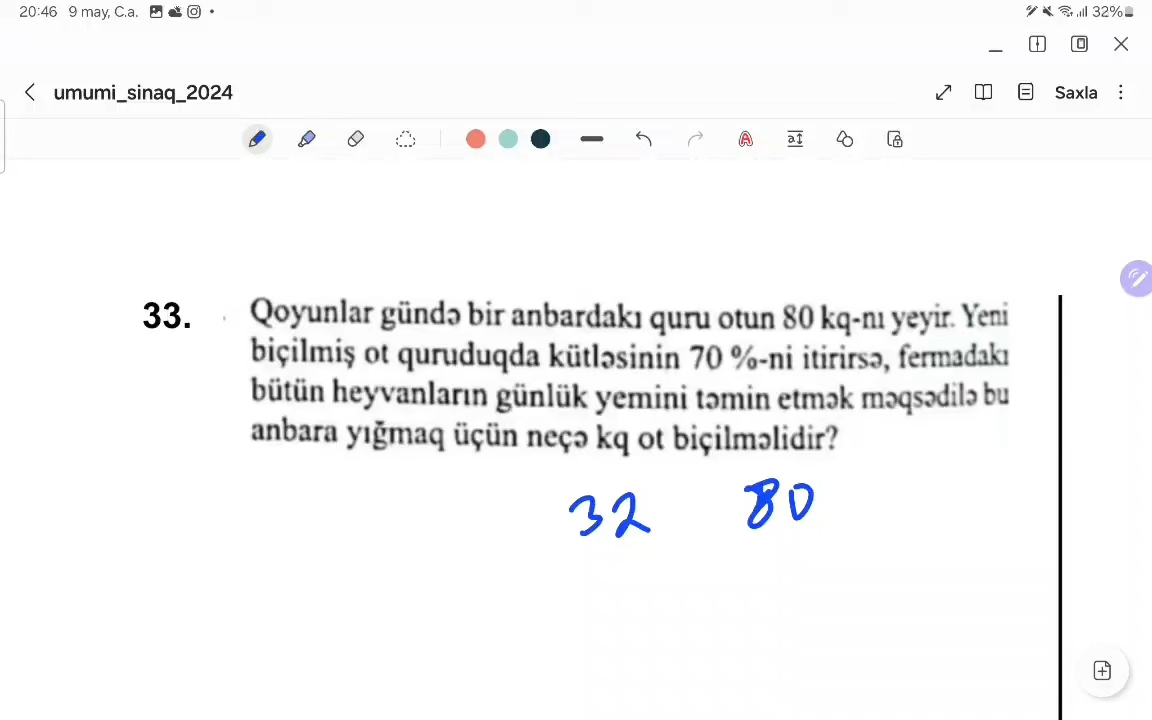 20:46 9 may, C.a. 32%
umumi_sinaq_2024 Saxla
33. Qoyunlar gündə bir anbardakı quru otun 80 kq-nı yeyir. Yeni
biçilmiş ot quruduqda kütləsinin 70 %-ni itirirsə, fermadakı
bütün heyvanların günlük yemini təmin etmək məqsədilə bu
anbara yığmaq üçün neçə kq ot biçilməlidir?
32 80